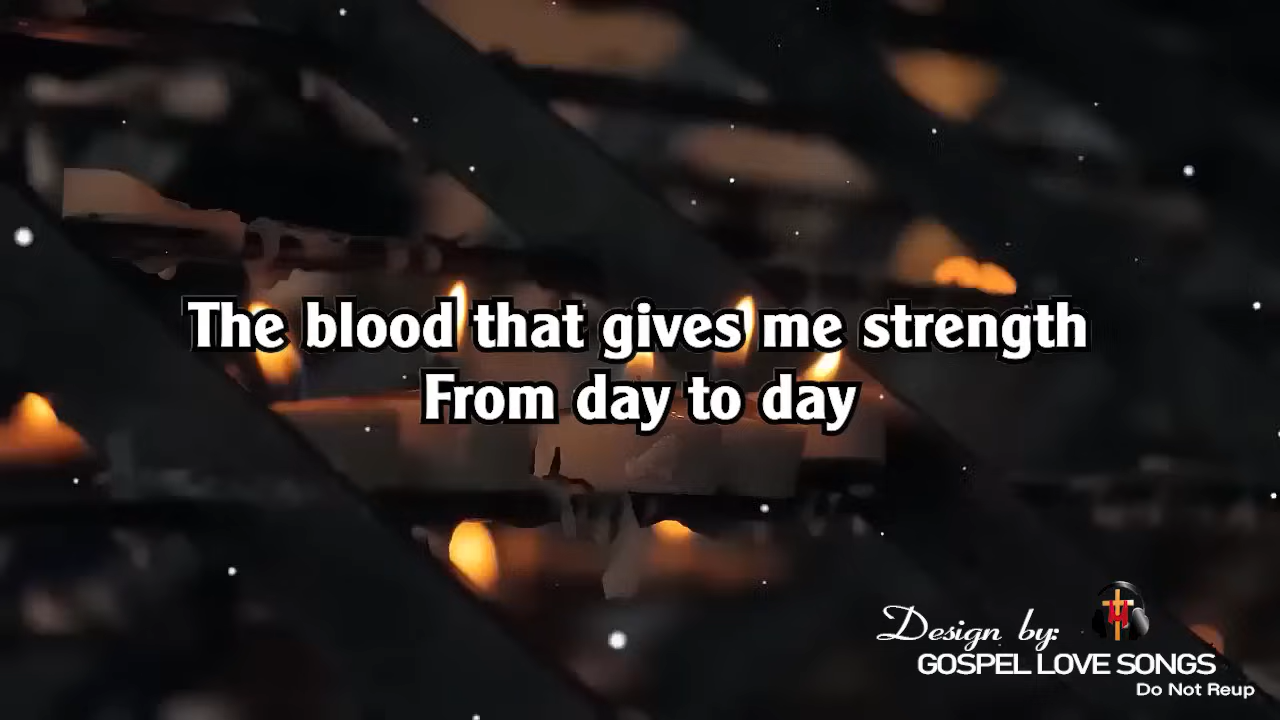 The blood that gives me strength
From day to day
Design by:
GOSPEL LOVE SONGS
Do Not Reup